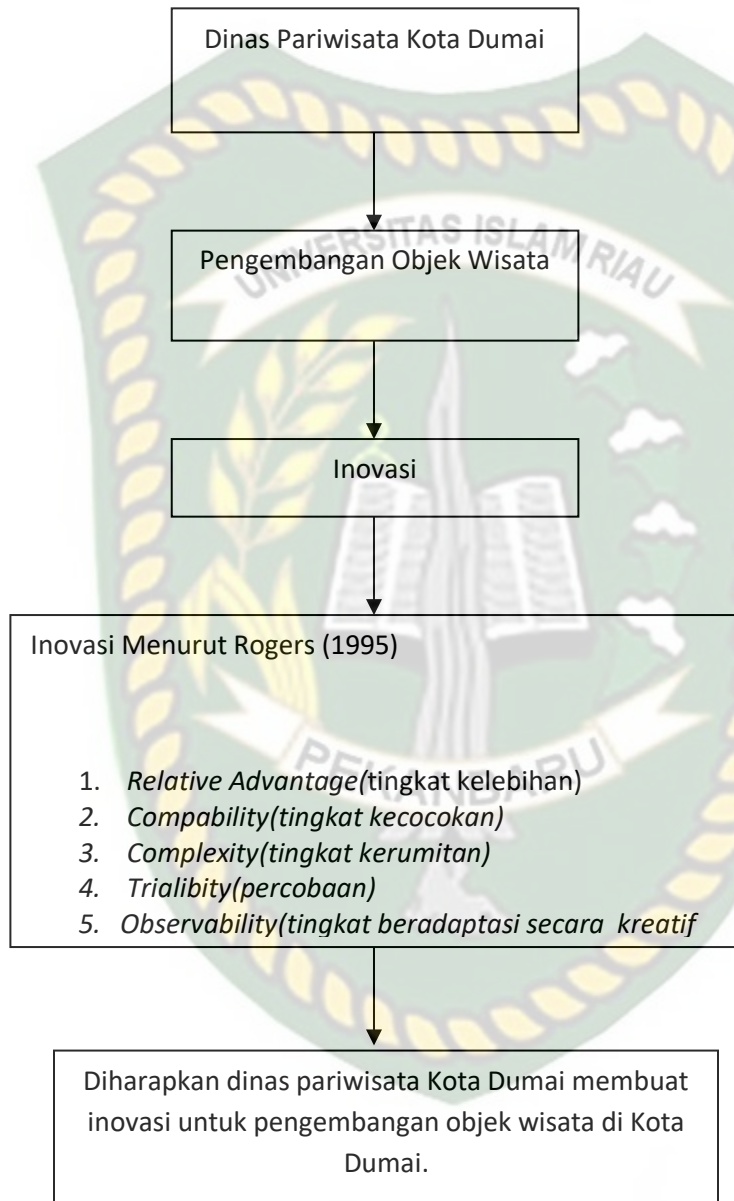 Dinas Pariwisata Kota Dumai
UNIVERSITAS ISLAM RIAU
Pengembangan Objek Wisata
Inovasi
Inovasi Menurut Rogers (1995)
PEKANBARU
1. Relative Advantage(tingkat kelebihan)
2. Compability(tingkat kecocokan)
3. Complexity(tingkat kerumitan)
4. Trialibity(percobaan)
5. Observability(tingkat beradaptasi secara kreatif
Diharapkan dinas pariwisata Kota Dumai membuat
inovasi untuk pengembangan objek wisata di Kota
Dumai.